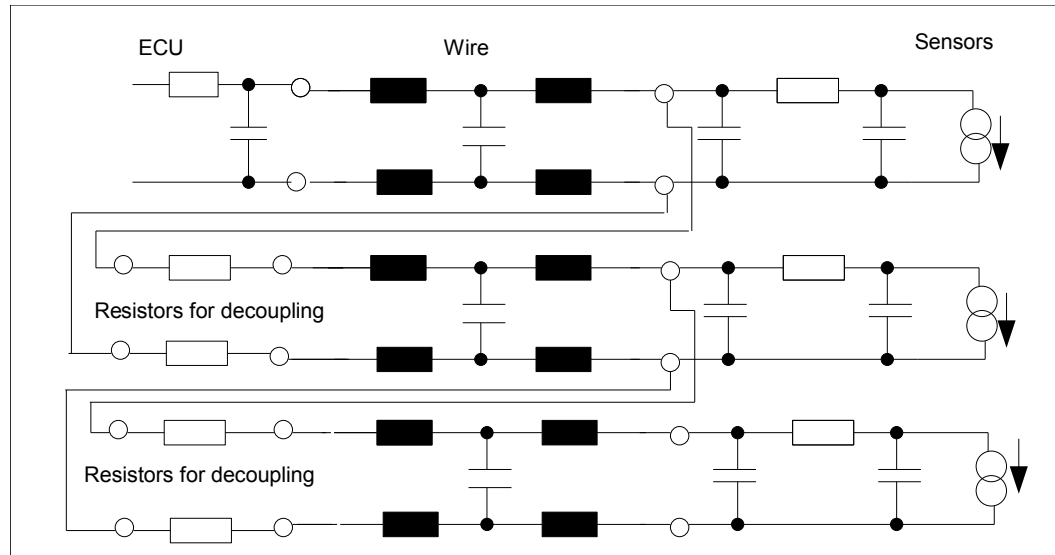 ECU
Wire
Sensors
Resistors for decoupling
Resistors for decoupling